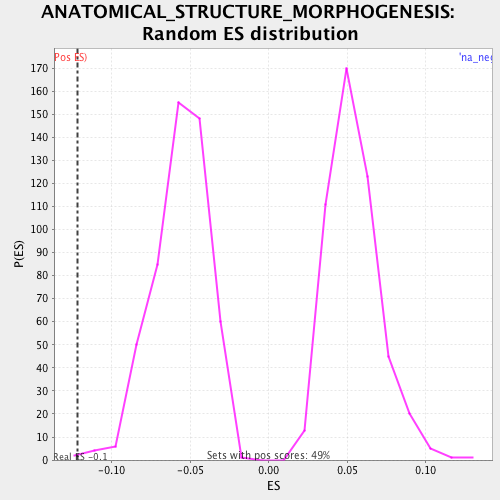 ANATOMICAL_STRUCTURE_MORPHOGENESIS:
Random ES distribution
Pos ES)
'na_neg
170
160
150
140
130
120
110
100
90
80
70
60
50
40
30
20
10
0
P(ES)
Real ES -0.1
Sets with pos scores: 49%
-0.10
-0.05
0.00
0.05
0.10
ES